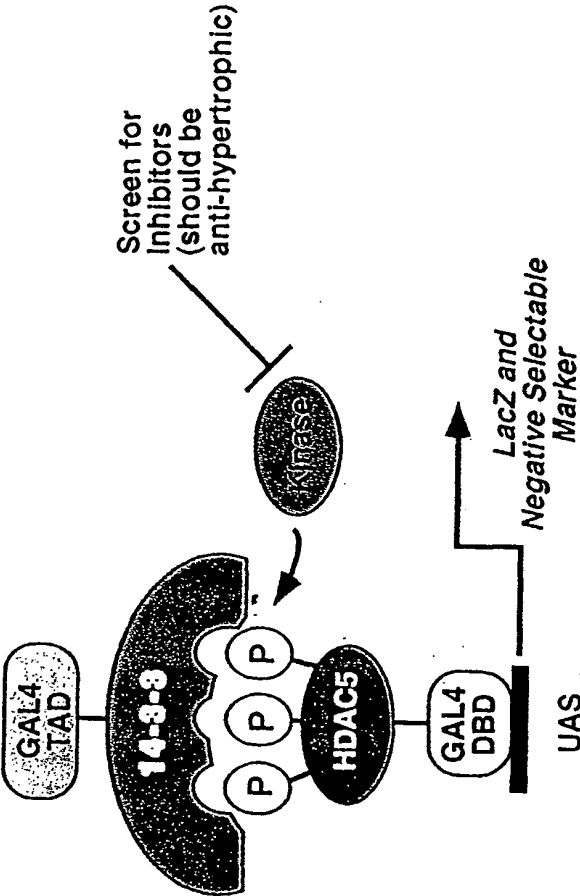 GAL4
TAD
14-3-3
P
P
P
HDAC5
GAL4
DBD
UAS
Kinase
Screen for
Inhibitors
(should be
anti-hypertrophic)
LacZ and
Negative Selectable
Marker